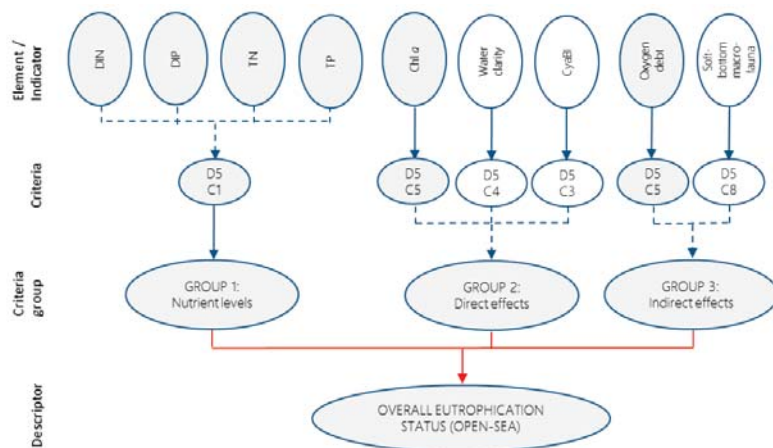 Element /
Indicator
DIN
DIP
TN
TP
Chl a
Water
clarity
CyaBI
Oxygen
debt
Soft-
bottom
macro-
fauna
Criteria
D5
C1
D5
C5
D5
C4
D5
C3
D5
C5
D5
C8
Criteria
group
GROUP 1:
Nutrient levels
GROUP 2:
Direct effects
GROUP 3:
Indirect effects
Descriptor
OVERALL EUTROPHICATION
STATUS (OPEN-SEA)